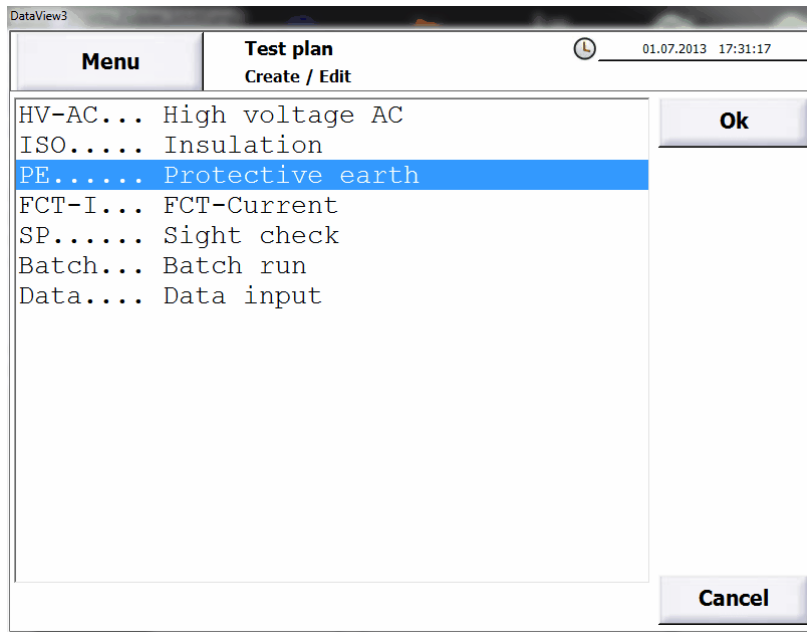 DataView3
Menu
Test plan
Create / Edit
01.07.2013 17:31:17
HV-AC... High voltage AC
ISO..... Insulation
PE...... Protective earth
FCT-I... FCT-Current
SP...... Sight check
Batch... Batch run
Data.... Data input
Ok
Cancel